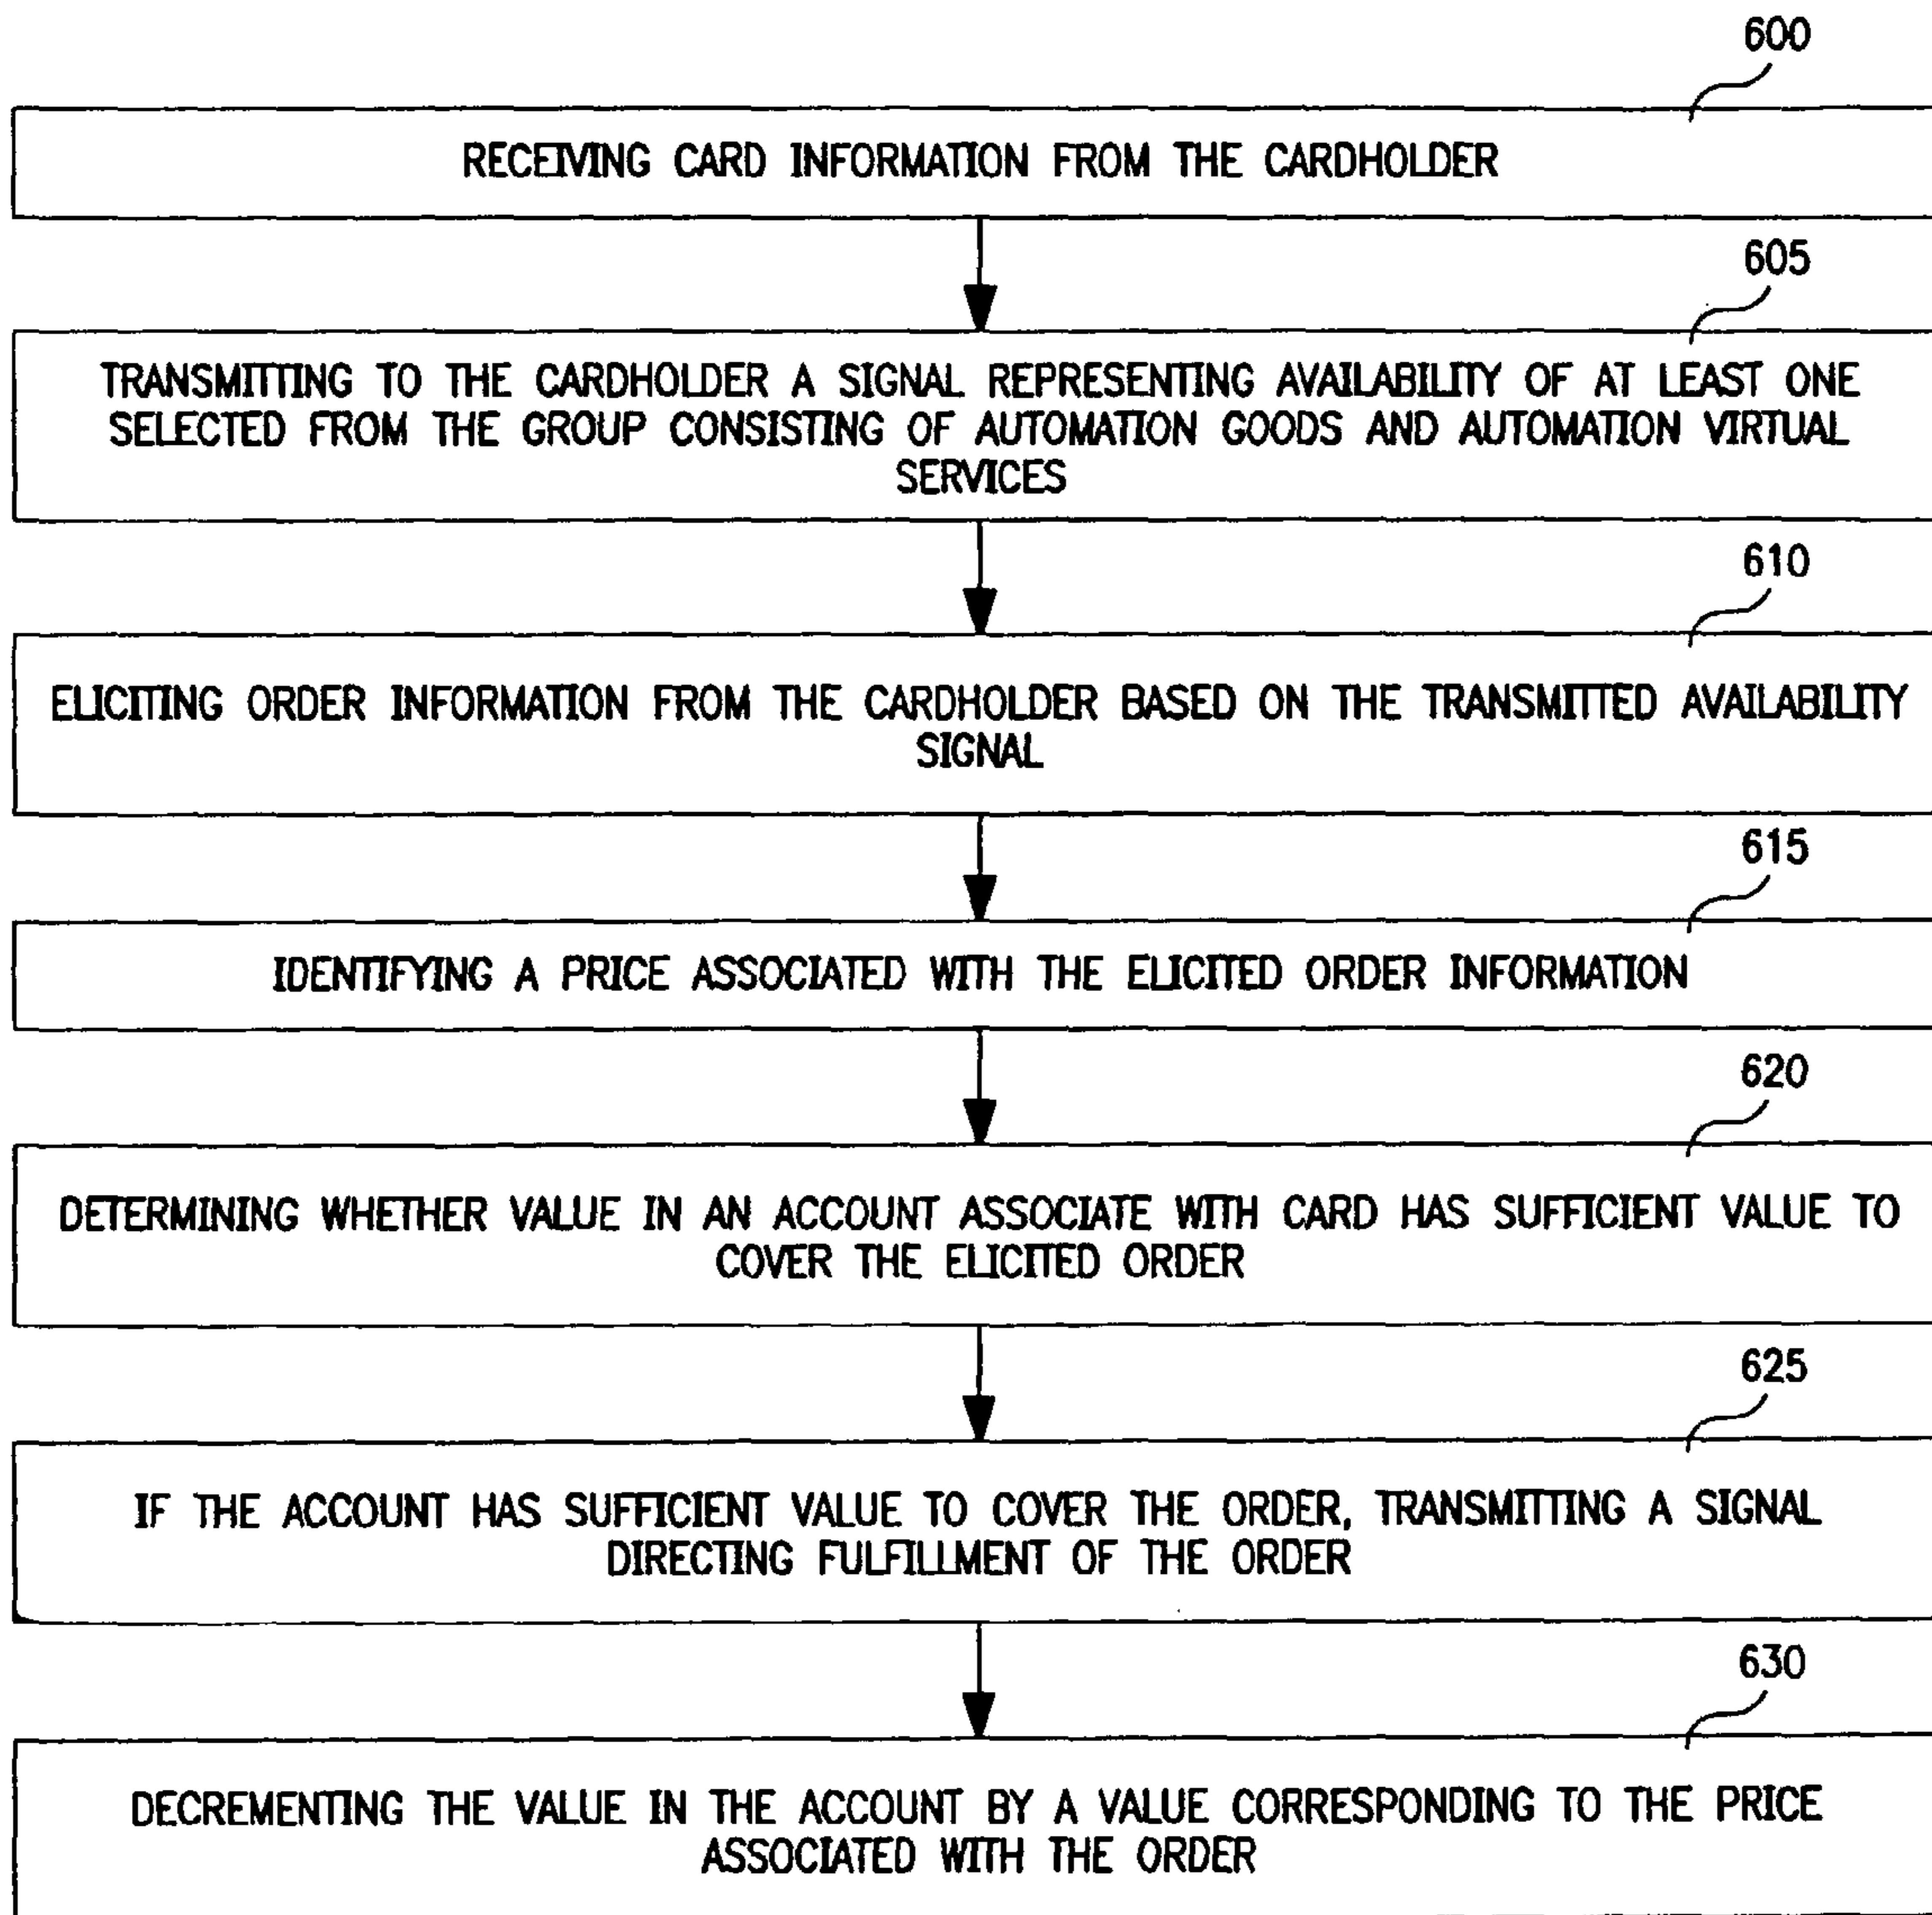 600
RECEIVING CARD INFORMATION FROM THE CARDHOLDER
605
TRANSMITTING TO THE CARDHOLDER A SIGNAL REPRESENTING AVAILABILITY OF AT LEAST ONE
SELECTED FROM THE GROUP CONSISTING OF AUTOMATION GOODS AND AUTOMATION VIRTUAL
SERVICES
610
ELICITING ORDER INFORMATION FROM THE CARDHOLDER BASED ON THE TRANSMITTED AVAILABILITY
SIGNAL
615
IDENTIFYING A PRICE ASSOCIATED WITH THE ELICITED ORDER INFORMATION
620
DETERMINING WHETHER VALUE IN AN ACCOUNT ASSOCIATE WITH CARD HAS SUFFICIENT VALUE TO
COVER THE ELICITED ORDER
625
IF THE ACCOUNT HAS SUFFICIENT VALUE TO COVER THE ORDER, TRANSMITTING A SIGNAL
DIRECTING FULFILLMENT OF THE ORDER
630
DECREMENTING THE VALUE IN THE ACCOUNT BY A VALUE CORRESPONDING TO THE PRICE
ASSOCIATED WITH THE ORDER